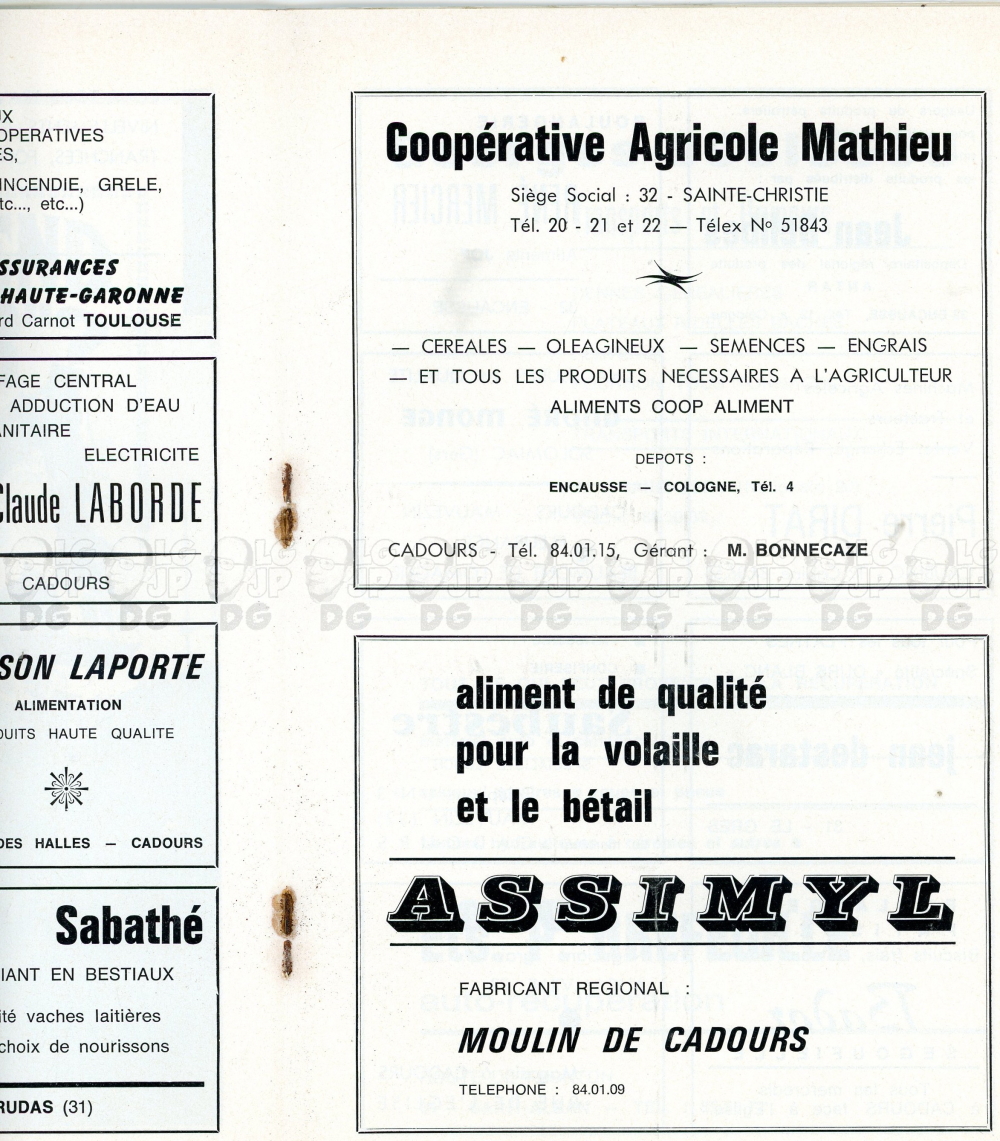 UX
OPERATIVES
ES,
INCENDIE, GRELE,
tc..., etc...)
SSURANCES
HAUTE-GARONNE
rd Carnot TOULOUSE
FAGE CENTRAL
ADDUCTION D'EAU
ANITAIRE
ELECTRICITE
Claude LABORDE
CADOURS
SON LAPORTE
ALIMENTATION
DUITS HAUTE QUALITE
DES HALLES — CADOURS
Sabathé
IANT EN BESTIAUX
ité vaches laitières
choix de nourissons
RUDAS (31)
Coopérative Agricole Mathieu
Siège Social : 32 - SAINTE-CHRISTIE
Tél. 20 - 21 et 22 — Télex Nº 51843
— CEREALES — OLEAGINEUX — SEMENCES — ENGRAIS
— ET TOUS LES PRODUITS NECESSAIRES A L'AGRICULTEUR
ALIMENTS COOP ALIMENT
DEPOTS :
ENCAUSSE — COLOGNE, Tél. 4
CADOURS - Tél. 84.01.15, Gérant : M. BONNECAZE
aliment de qualité
pour la volaille
et le bétail
ASSIMYL
FABRICANT REGIONAL :
MOULIN DE CADOURS
TELEPHONE : 84.01.09